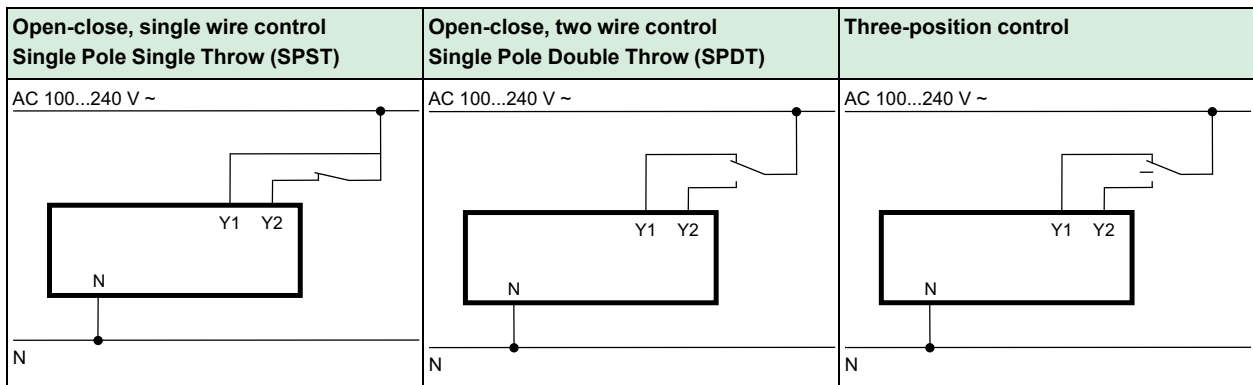 Open-close, single wire control
Single Pole Single Throw (SPST)
Open-close, two wire control
Single Pole Double Throw (SPDT)
Three-position control
AC 100...240 V ~
Y1 Y2
N
N
AC 100...240 V ~
Y1 Y2
N
N
AC 100...240 V ~
Y1 Y2
N
N